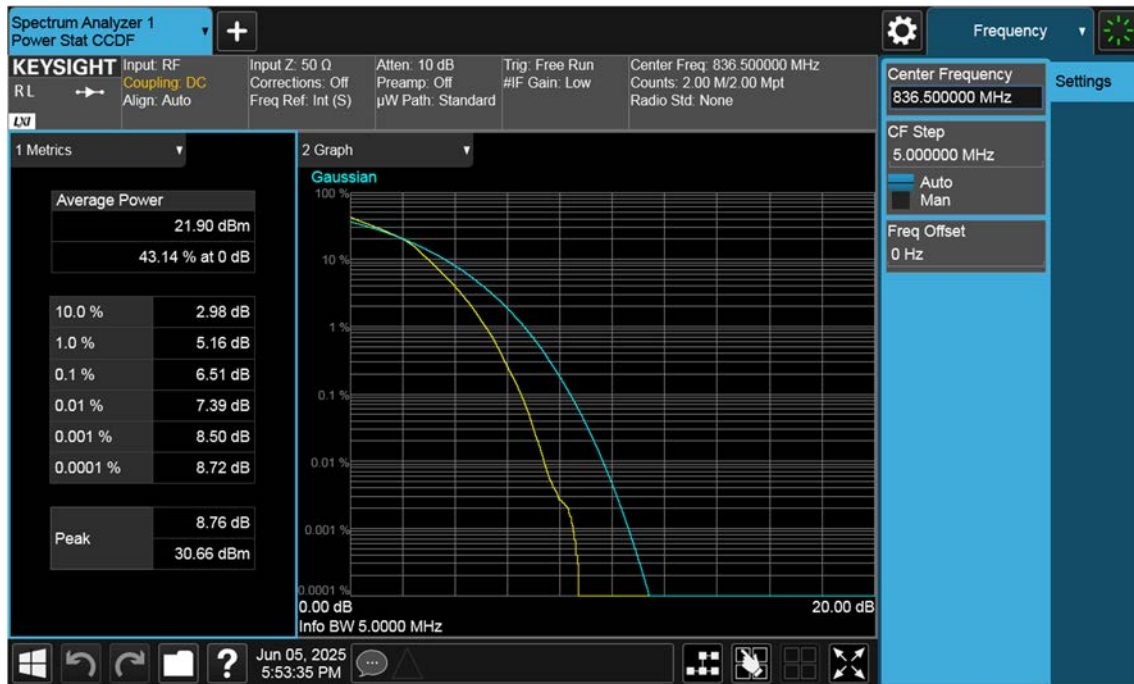 Spectrum Analyzer 1
Power Stat CCDF
+
Frequency
KEYSIGHT
RL
LXI
Input: RF
Coupling: DC
Align: Auto
Input Z: 50 Ω
Corrections: Off
Freq Ref: Int (S)
Atten: 10 dB
Preamp: Off
µW Path: Standard
Trig: Free Run
#IF Gain: Low
Center Freq: 836.500000 MHz
Counts: 2.00 M/2.00 Mpt
Radio Std: None
Center Frequency
836.500000 MHz
Settings
CF Step
5.000000 MHz
Auto
Man
Freq Offset
0 Hz
1 Metrics
Average Power
21.90 dBm
43.14 % at 0 dB
10.0 % 2.98 dB
1.0 % 5.16 dB
0.1 % 6.51 dB
0.01 % 7.39 dB
0.001 % 8.50 dB
0.0001 % 8.72 dB
Peak
8.76 dB
30.66 dBm
2 Graph
Gaussian
100 %
10 %
1 %
0.1 %
0.01 %
0.001 %
0.0001 %
0.00 dB 20.00 dB
Info BW 5.0000 MHz
?
Jun 05, 2025
5:53:35 PM